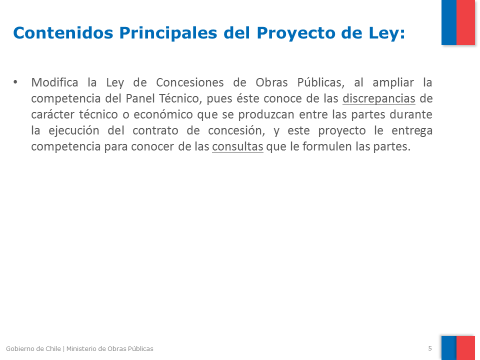 Contenidos Principales del Proyecto de Ley:
• Modifica la Ley de Concesiones de Obras Públicas, al ampliar la
competencia del Panel Técnico, pues éste conoce de las discrepancias de
carácter técnico o económico que se produzcan entre las partes durante
la ejecución del contrato de concesión, y este proyecto le entrega
competencia para conocer de las consultas que le formulen las partes.
Gobierno de Chile | Ministerio de Obras Públicas
5